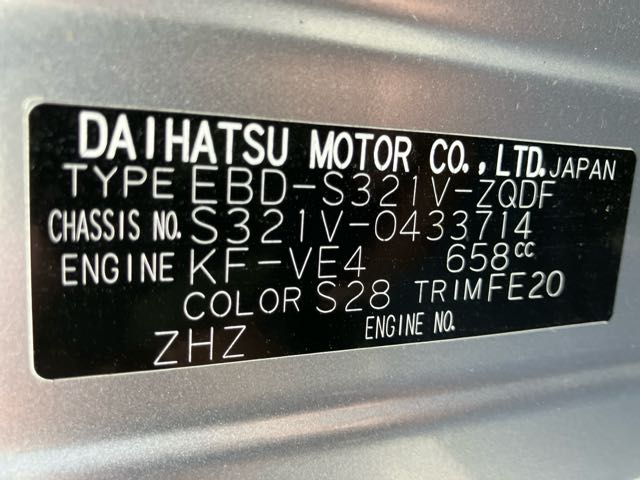 DAIHATSU MOTOR CO.,LTD. JAPAN
TYPE EBD-S321V-ZQDF
CHASSIS NO. S321V-0433714
ENGINE KF-VE4 658cc
COLOR S28 TRIM FE20
ZHZ ENGINE NO.